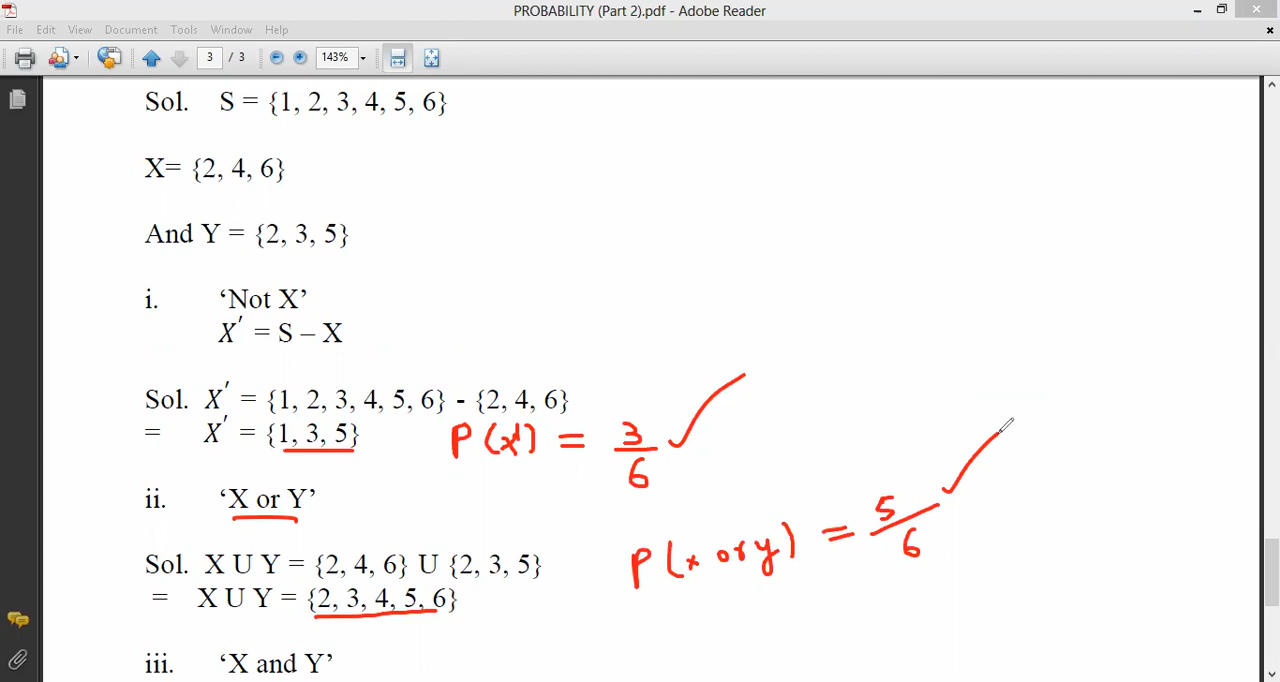 PROBABILITY (Part 2).pdf - Adobe Reader
File Edit View Document Tools Window Help
3 / 3 143%
Sol. S = {1, 2, 3, 4, 5, 6}
X= {2, 4, 6}
And Y = {2, 3, 5}
i. ‘Not X’
X′ = S – X
Sol. X′ = {1, 2, 3, 4, 5, 6} - {2, 4, 6}
= X′ = {1, 3, 5} P(x') = 3/6
ii. ‘X or Y’
P(x or y) = 5/6
Sol. X U Y = {2, 4, 6} U {2, 3, 5}
= X U Y = {2, 3, 4, 5, 6}
iii. ‘X and Y’